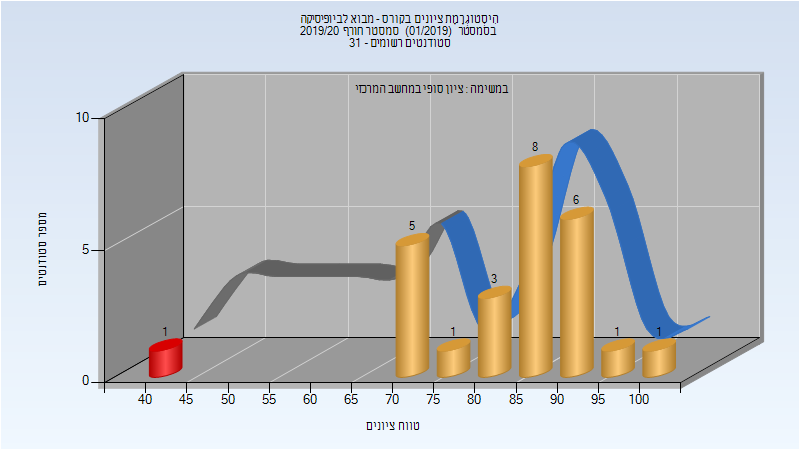 היסטוגרמת ציונים בקורס - מבוא לביופיסיקה
בסמסטר (01/2019) סמסטר חורף 2019/20
סטודנטים רשומים - 31
במשימה : ציון סופי במחשב המרכזי
מספר סטודנטים
10
5
0
1
5
1
3
8
6
1
1
40 45 50 55 60 65 70 75 80 85 90 95 100
טווח ציונים